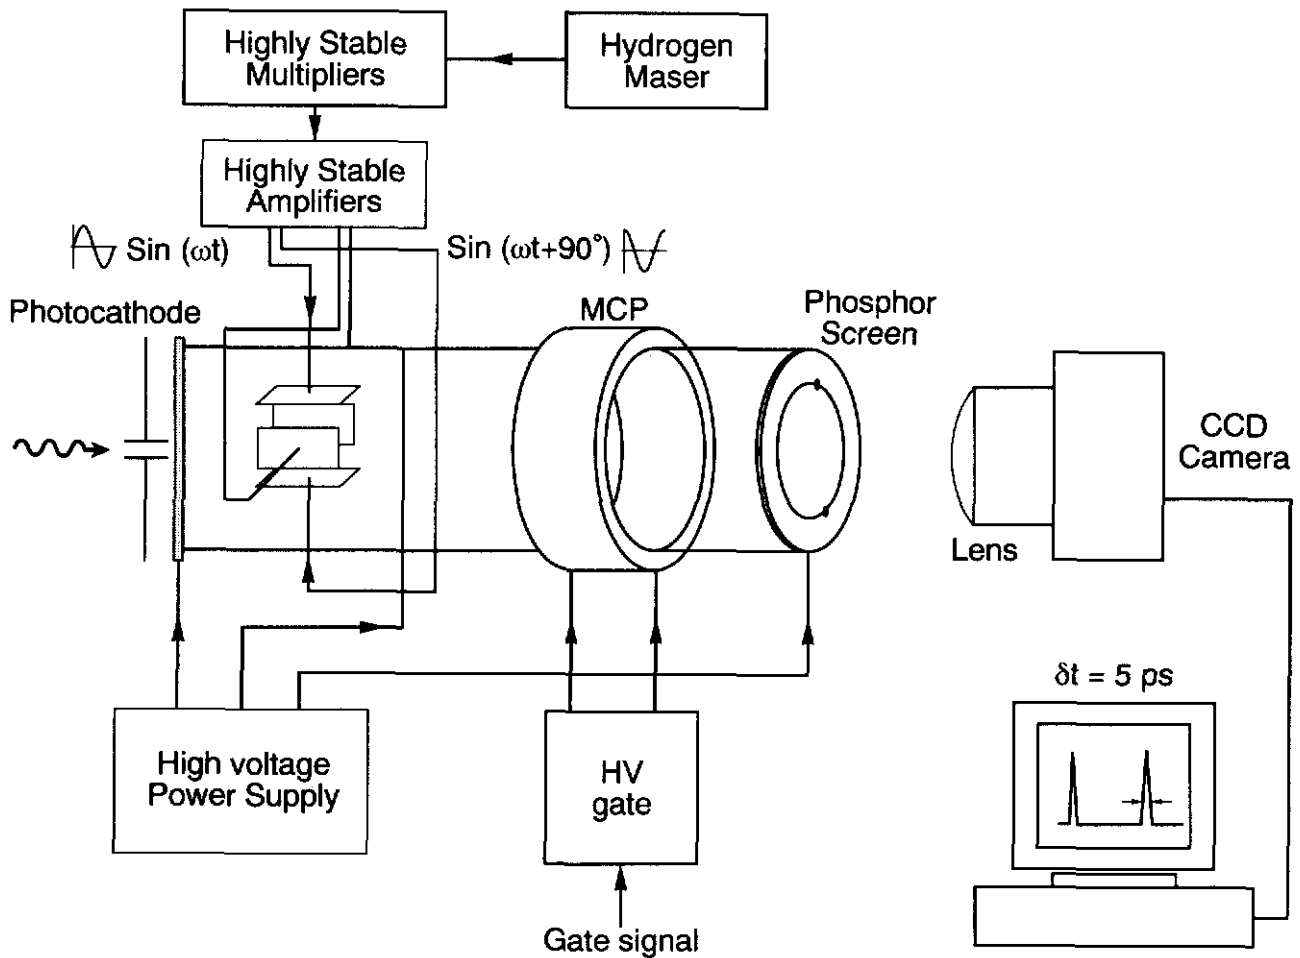 Highly Stable
Multipliers
Hydrogen
Maser
Highly Stable
Amplifiers
Sin (ωt)
Sin (ωt+90°)
Photocathode
MCP
Phosphor
Screen
CCD
Camera
Lens
δt = 5 ps
High voltage
Power Supply
HV
gate
Gate signal